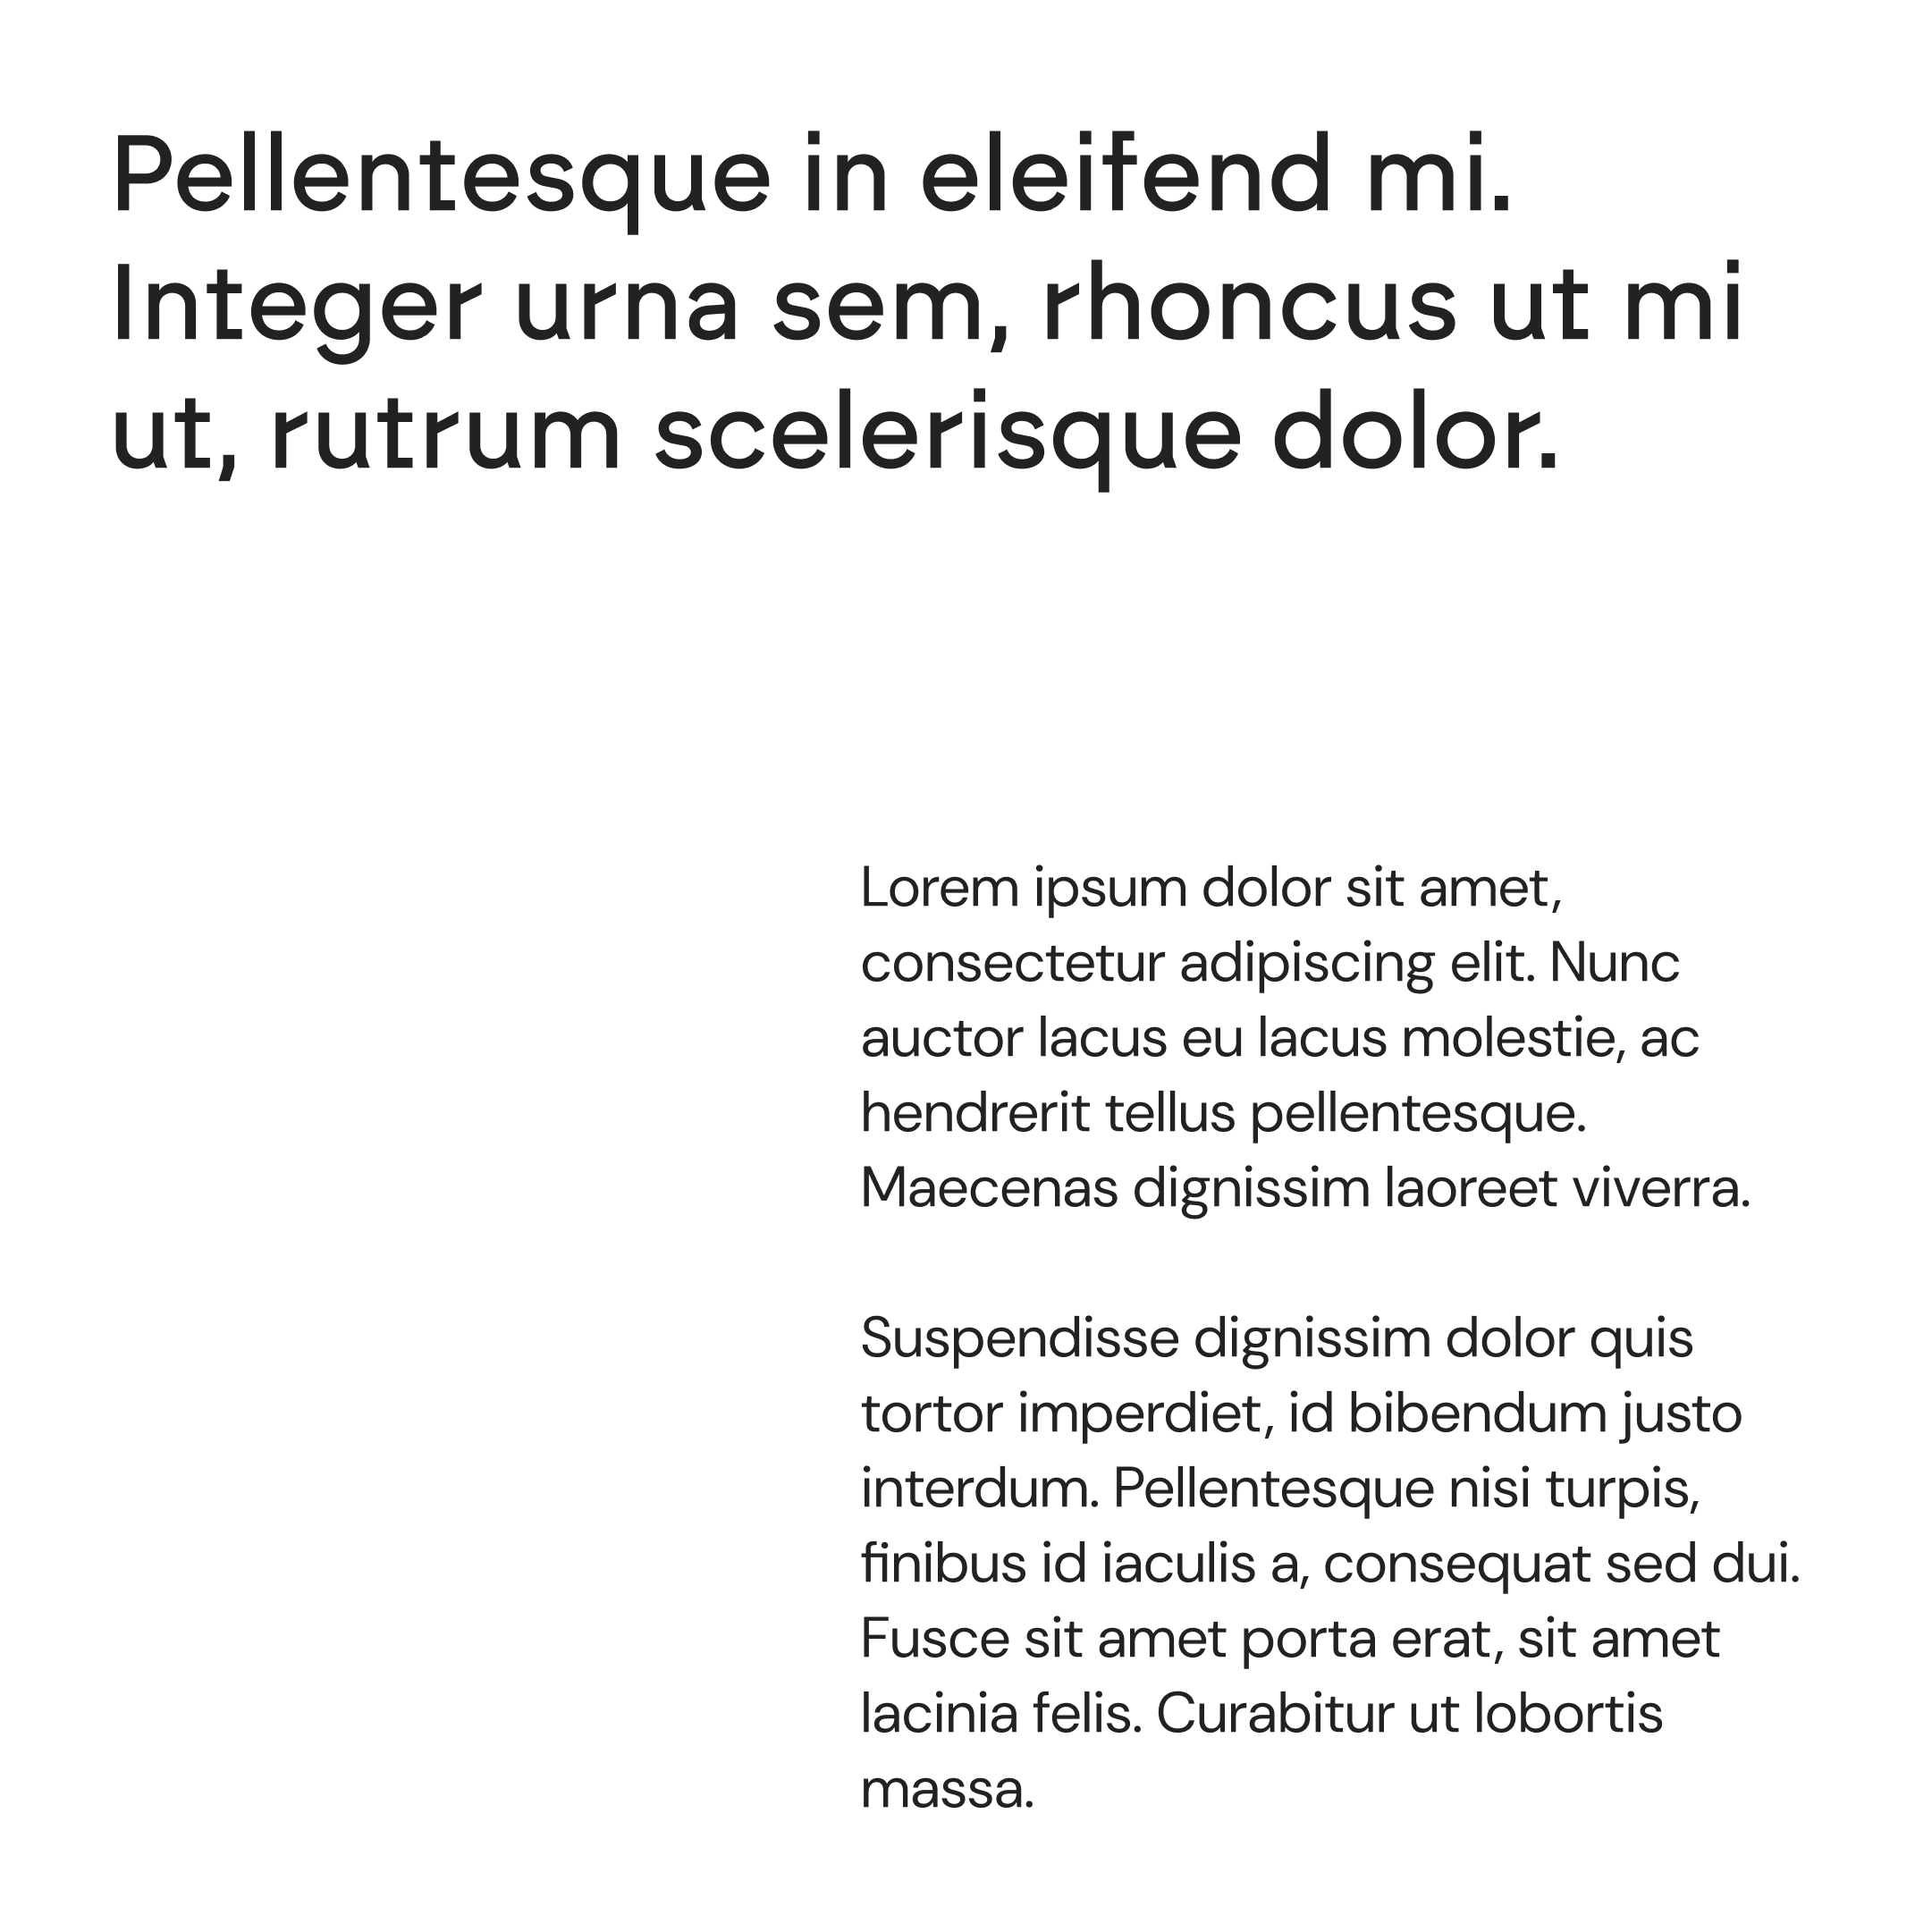 Pellentesque in eleifend mi.
Integer urna sem, rhoncus ut mi
ut, rutrum scelerisque dolor.
Lorem ipsum dolor sit amet,
consectetur adipiscing elit. Nunc
auctor lacus eu lacus molestie, ac
hendrerit tellus pellentesque.
Maecenas dignissim laoreet viverra.
Suspendisse dignissim dolor quis
tortor imperdiet, id bibendum justo
interdum. Pellentesque nisi turpis,
finibus id iaculis a, consequat sed dui.
Fusce sit amet porta erat, sit amet
lacinia felis. Curabitur ut lobortis
massa.